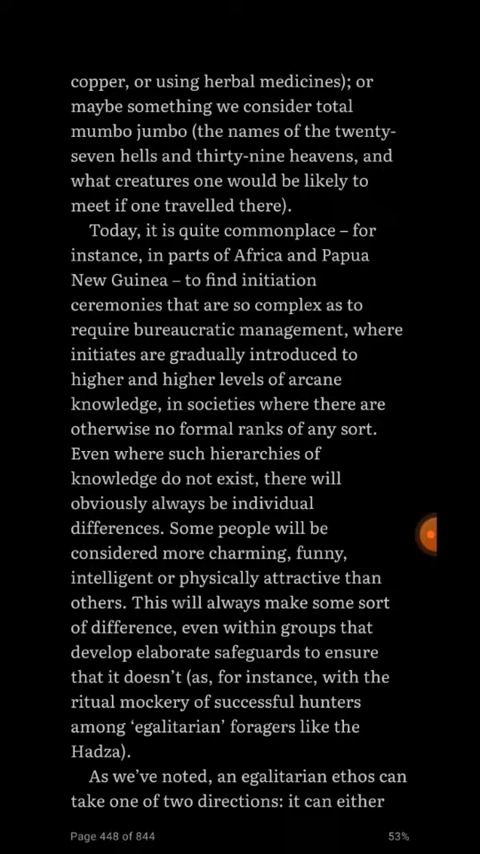 copper, or using herbal medicines); or
maybe something we consider total
mumbo jumbo (the names of the twenty-
seven hells and thirty-nine heavens, and
what creatures one would be likely to
meet if one travelled there).
Today, it is quite commonplace – for
instance, in parts of Africa and Papua
New Guinea – to find initiation
ceremonies that are so complex as to
require bureaucratic management, where
initiates are gradually introduced to
higher and higher levels of arcane
knowledge, in societies where there are
otherwise no formal ranks of any sort.
Even where such hierarchies of
knowledge do not exist, there will
obviously always be individual
differences. Some people will be
considered more charming, funny,
intelligent or physically attractive than
others. This will always make some sort
of difference, even within groups that
develop elaborate safeguards to ensure
that it doesn’t (as, for instance, with the
ritual mockery of successful hunters
among ‘egalitarian’ foragers like the
Hadza).
As we’ve noted, an egalitarian ethos can
take one of two directions: it can either
Page 448 of 844 53%